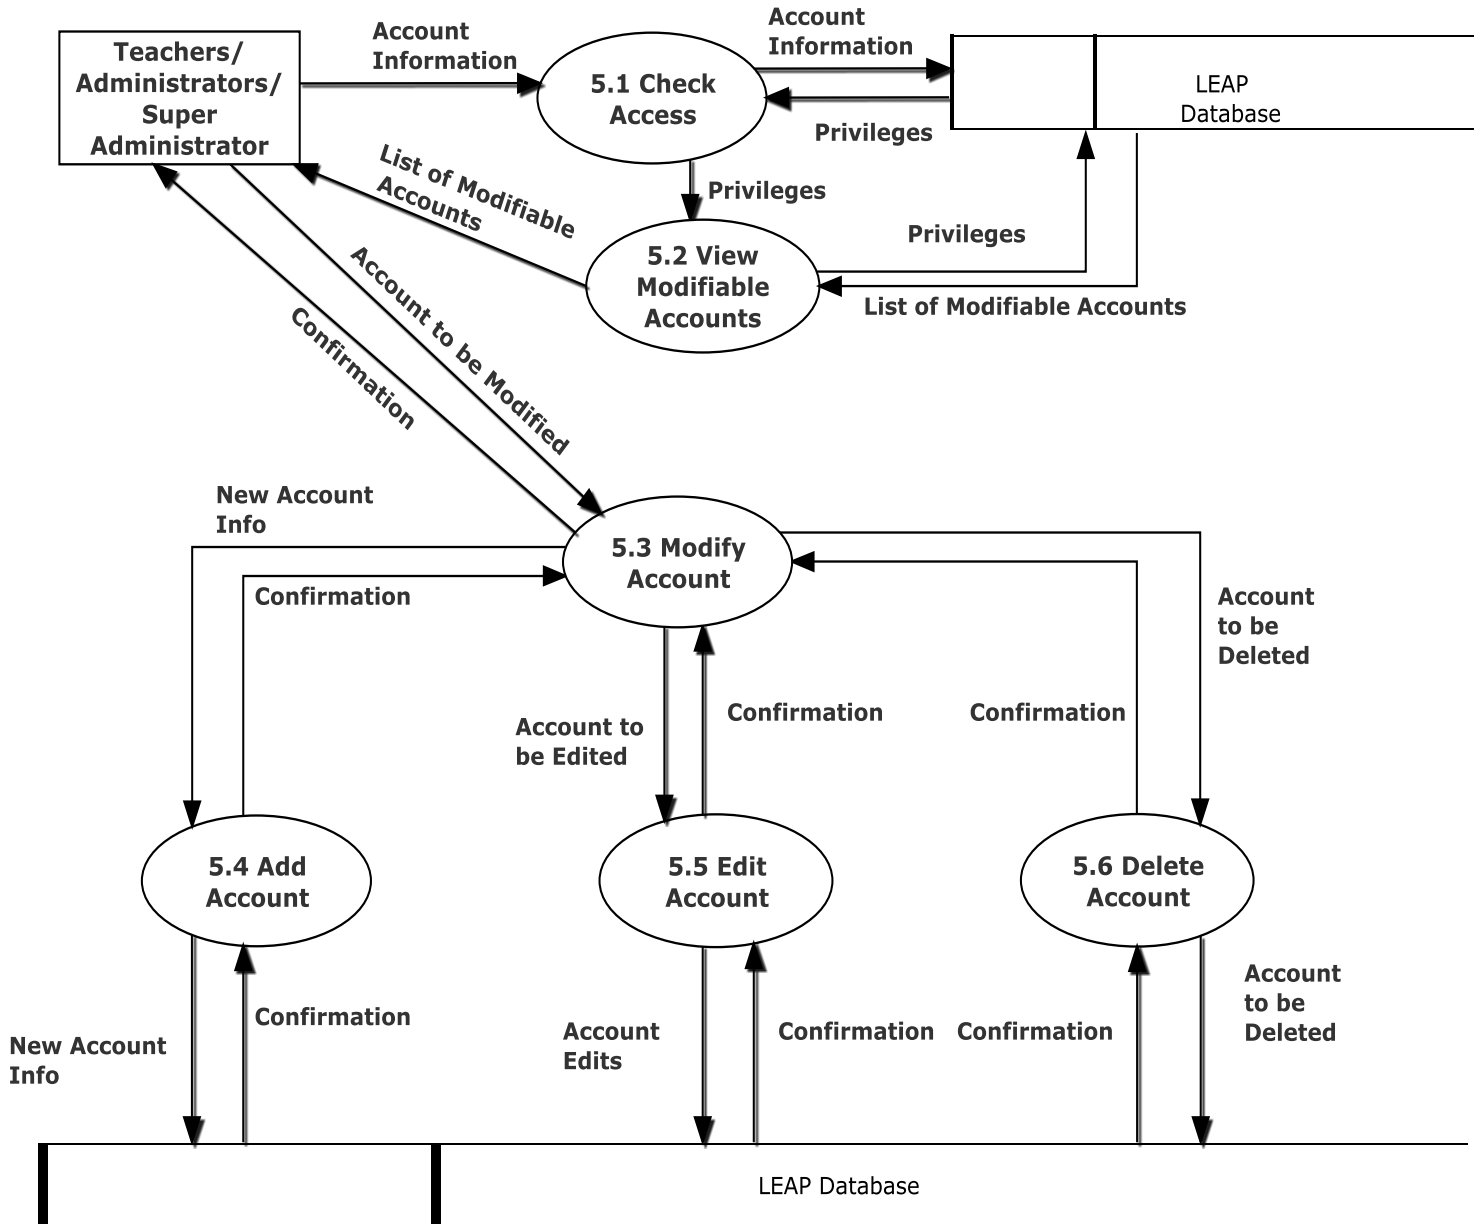 Teachers/
Administrators/
Super
Administrator
Account
Information
5.1 Check
Access
Account
Information
LEAP
Database
Privileges
List of Modifiable
Accounts
Privileges
5.2 View
Modifiable
Accounts
Privileges
List of Modifiable Accounts
Account to be Modified
Confirmation
New Account
Info
5.3 Modify
Account
Confirmation
Account
to be
Deleted
Account to
be Edited
Confirmation
Confirmation
5.4 Add
Account
5.5 Edit
Account
5.6 Delete
Account
New Account
Info
Confirmation
Account
Edits
Confirmation
Confirmation
Account
to be
Deleted
LEAP Database